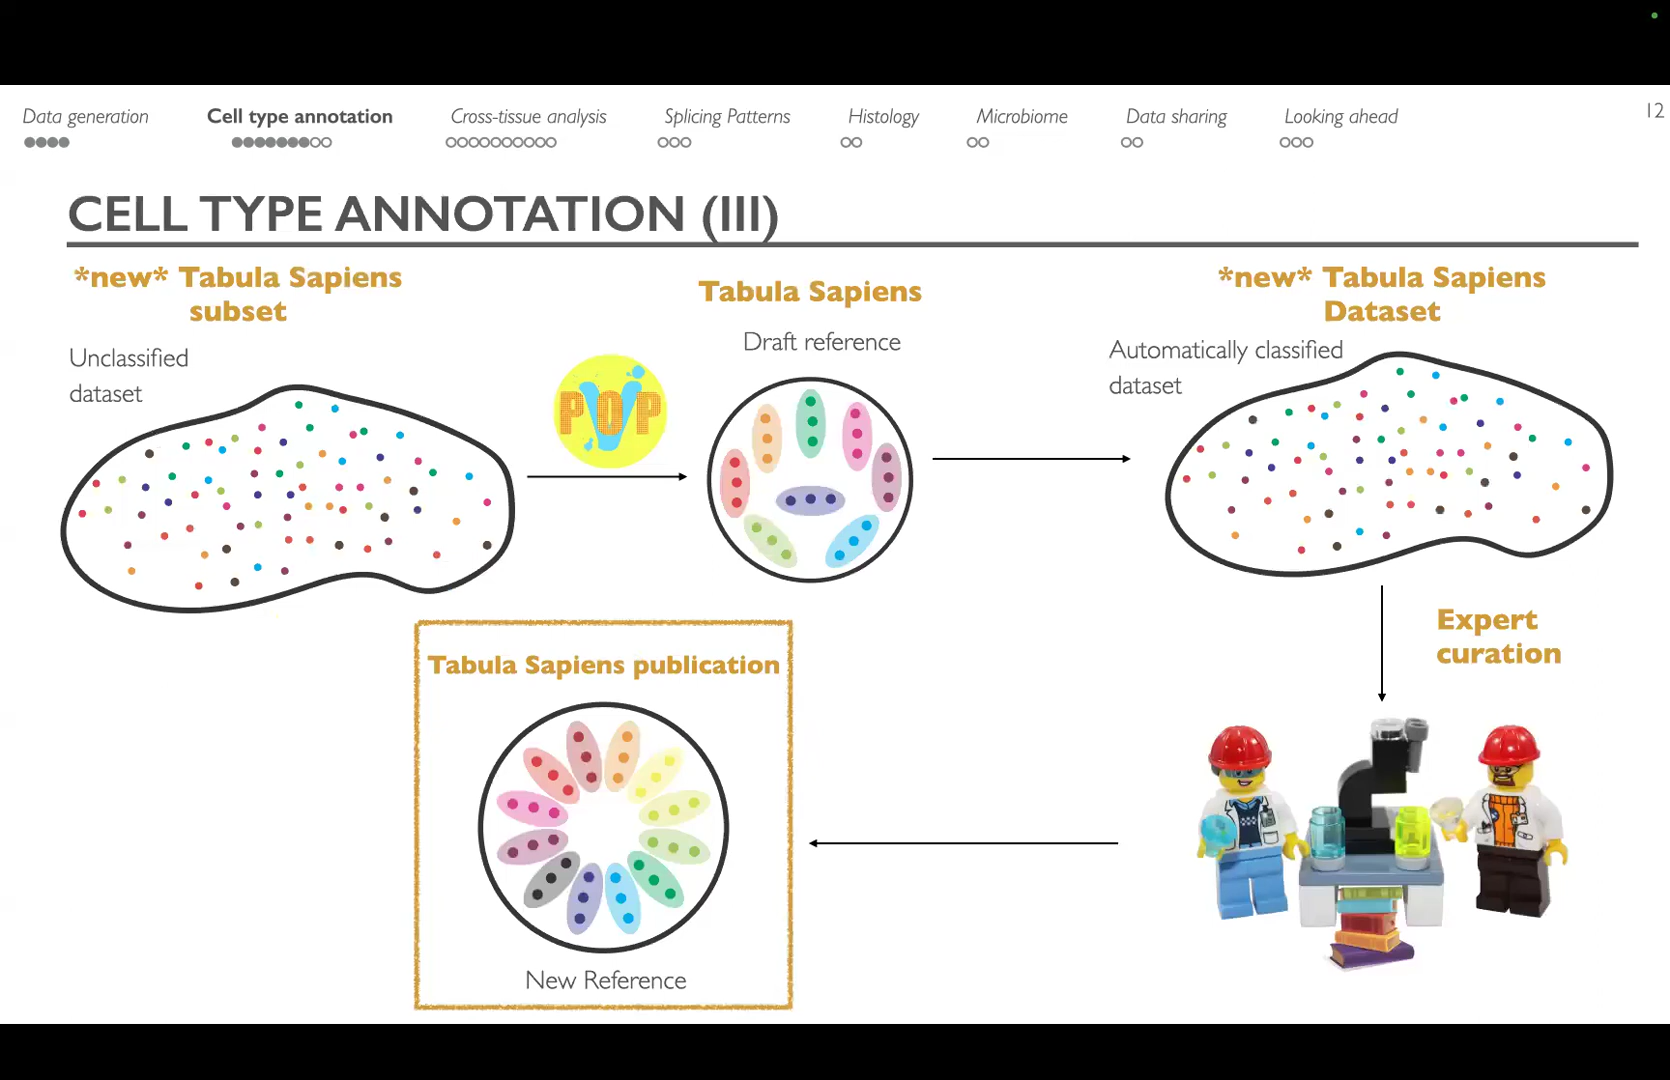 Data generation
Cell type annotation
Cross-tissue analysis
Splicing Patterns
Histology
Microbiome
Data sharing
Looking ahead
12
CELL TYPE ANNOTATION (III)
*new* Tabula Sapiens
subset
Unclassified
dataset
POP
V
Tabula Sapiens
Draft reference
*new* Tabula Sapiens
Dataset
Automatically classified
dataset
Expert
curation
Tabula Sapiens publication
New Reference